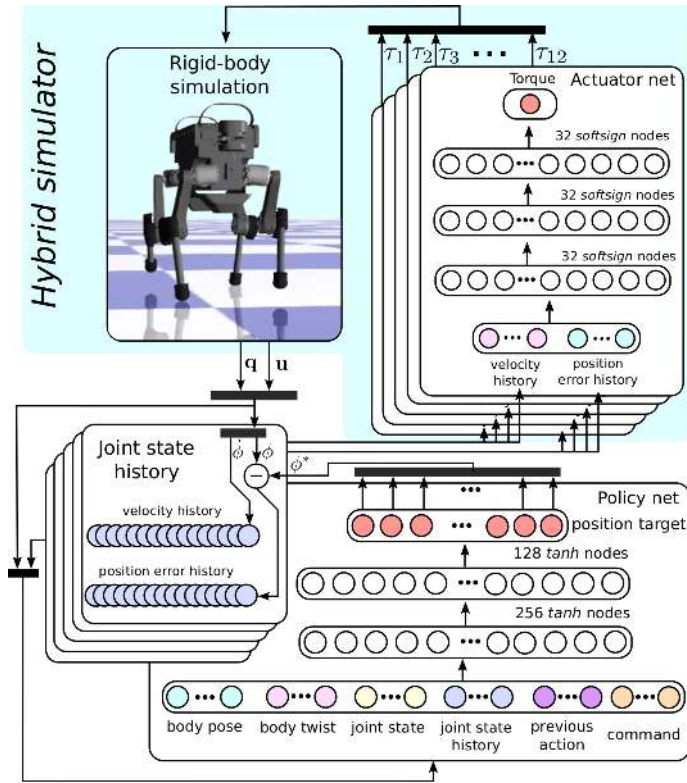 Hybrid simulator
Rigid-body
simulation
τ1 τ2 τ3 ••• τ12
Actuator net
Torque
32 softsign nodes
32 softsign nodes
32 softsign nodes
velocity
history
position
error history
q u
Joint state
history
ϕ̇ ϕ
−
ϕ*
velocity history
position error history
Policy net
position target
128 tanh nodes
256 tanh nodes
body pose
body twist
joint state
joint state
history
previous
action
command